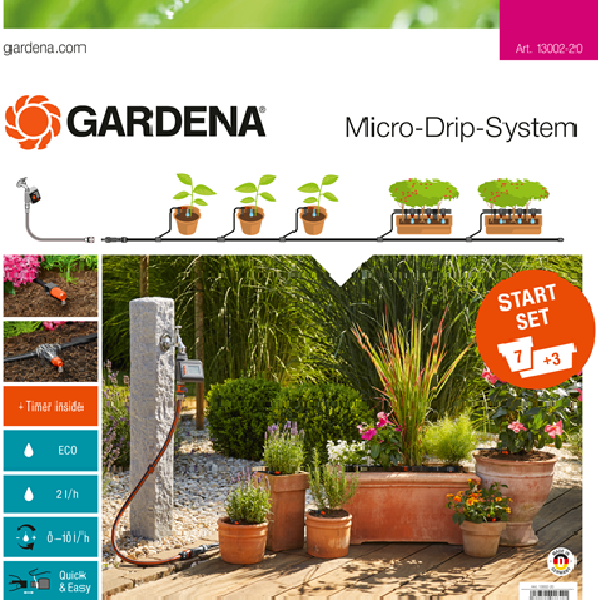 gardena.com
Art. 13002-20
GARDENA®
Micro-Drip-System
START
SET
7 +3
+ Timer inside:
ECO
2 l/h
0–10 l/h
Quick
& Easy